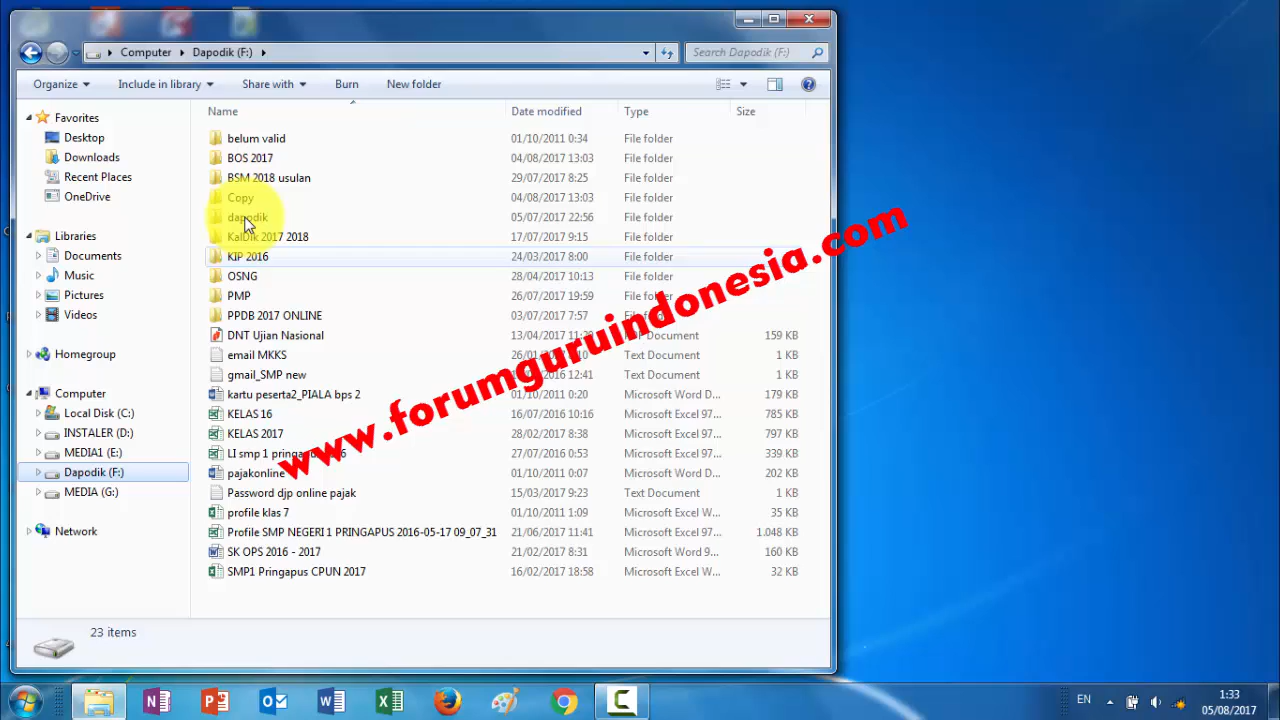 Computer Dapodik (F:) Search Dapodik (F:)
Organize Include in library Share with Burn New folder
Name Date modified Type Size
Favorites
Desktop
Downloads
Recent Places
OneDrive
Libraries
Documents
Music
Pictures
Videos
Homegroup
Computer
Local Disk (C:)
INSTALER (D:)
MEDIA1 (E:)
Dapodik (F:)
MEDIA (G:)
Network
belum valid 01/10/2011 0:34 File folder
BOS 2017 04/08/2017 13:03 File folder
BSM 2018 usulan 29/07/2017 8:25 File folder
Copy 04/08/2017 13:03 File folder
dapodik 05/07/2017 22:56 File folder
KalDik 2017 2018 17/07/2017 9:15 File folder
KIP 2016 24/03/2017 8:00 File folder
OSNG 28/04/2017 10:13 File folder
PMP 26/07/2017 19:59 File folder
PPDB 2017 ONLINE 03/07/2017 7:57 File
DNT Ujian Nasional 13/04/2017 Document 159 KB
email MKKS Text Document 1 KB
gmail_SMP new 12:41 Text Document 1 KB
kartu peserta2_PIALA bps 2 01/10/2011 0:20 Microsoft Word D... 179 KB
KELAS 16 16/07/2016 10:16 Microsoft Excel 97... 785 KB
KELAS 2017 28/02/2017 8:38 Microsoft Excel 97... 797 KB
LI smp 1 27/07/2016 0:53 Microsoft Excel 97... 339 KB
pajakonline 01/10/2011 0:07 Microsoft Word D... 202 KB
Password djp online pajak 15/03/2017 9:23 Text Document 1 KB
profile klas 7 01/10/2011 1:09 Microsoft Excel W... 35 KB
Profile SMP NEGERI 1 PRINGAPUS 2016-05-17 09_07_31 21/06/2017 11:41 Microsoft Excel 97... 1.048 KB
SK OPS 2016 - 2017 21/02/2017 8:31 Microsoft Word 9... 160 KB
SMP1 Pringapus CPUN 2017 16/02/2017 18:58 Microsoft Excel W... 32 KB
www.forumguruindonesia.com
23 items
EN 1:33
05/08/2017